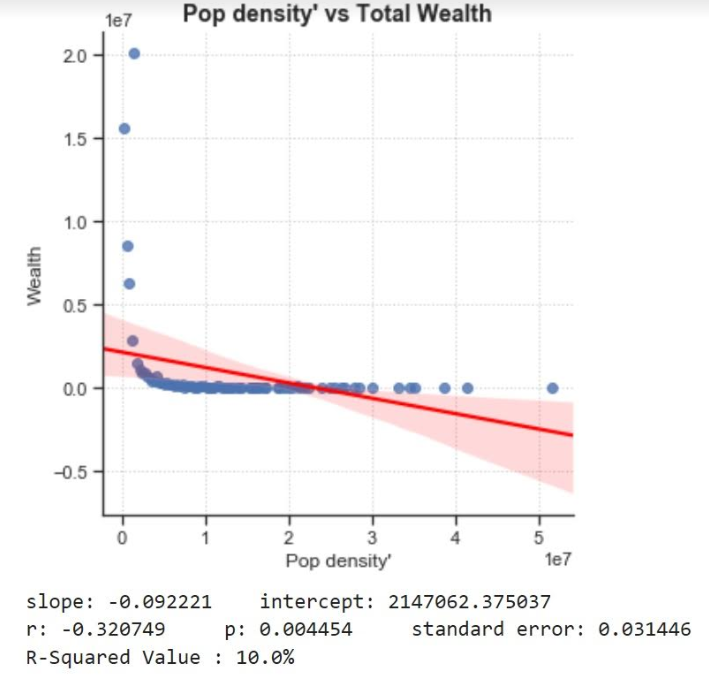 Pop density' vs Total Wealth
1e7
2.0
1.5
1.0
0.5
0.0
−0.5
Wealth
0 1 2 3 4 5
Pop density'
1e7
slope: -0.092221 intercept: 2147062.375037
r: -0.320749 p: 0.004454 standard error: 0.031446
R-Squared Value : 10.0%